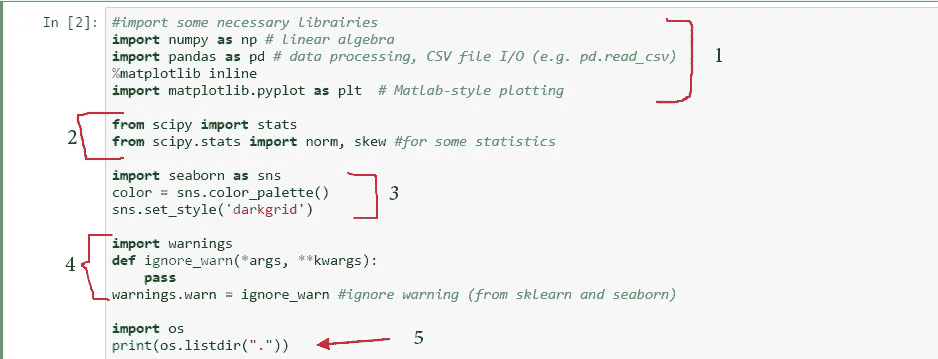 In [2]: #import some necessary librairies
import numpy as np # linear algebra
import pandas as pd # data processing, CSV file I/O (e.g. pd.read_csv)
%matplotlib inline
import matplotlib.pyplot as plt  # Matlab-style plotting
1
from scipy import stats
from scipy.stats import norm, skew #for some statistics
2
import seaborn as sns
color = sns.color_palette()
sns.set_style('darkgrid')
3
import warnings
def ignore_warn(*args, **kwargs):
    pass
warnings.warn = ignore_warn #ignore warning (from sklearn and seaborn)
4
import os
print(os.listdir("."))
5